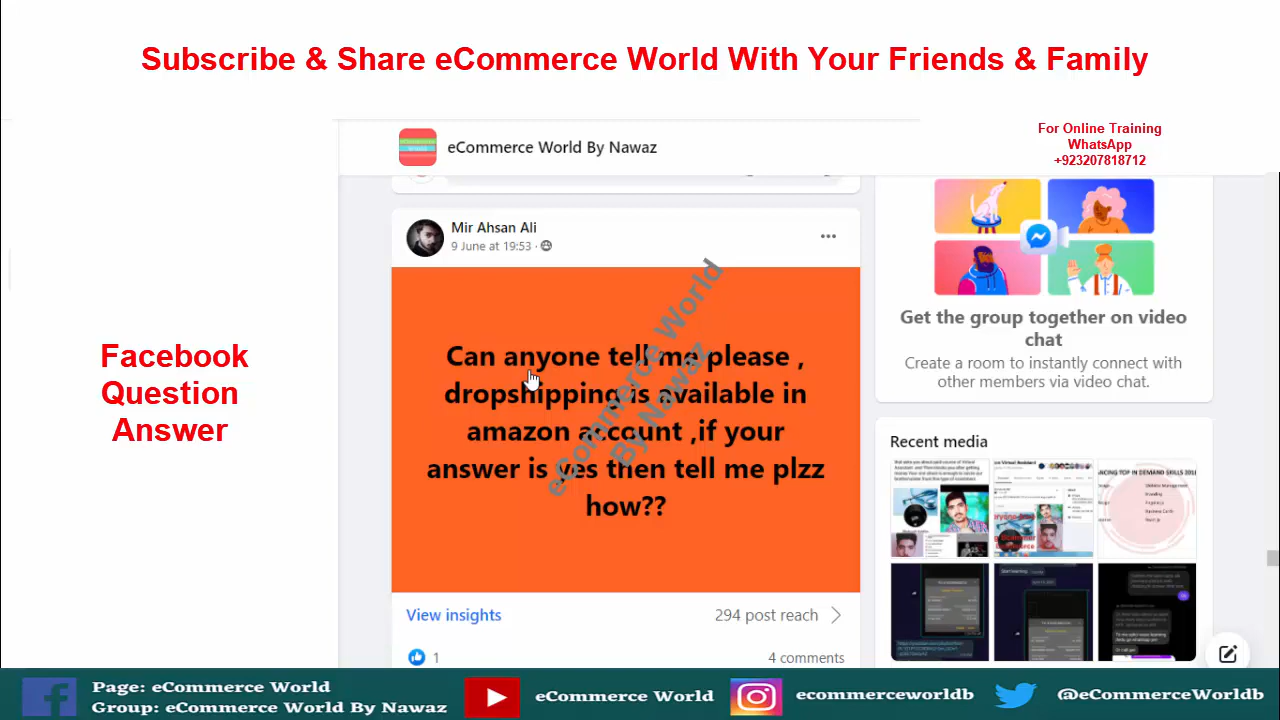 Subscribe & Share eCommerce World With Your Friends & Family
For Online Training
WhatsApp
+923207818712
eCommerce World By Nawaz
Mir Ahsan Ali
9 June at 19:53 ·
Can anyone tell me please ,
dropshipping is available in
amazon account ,if your
answer is yes then tell me plzz
how??
eCommerce World
By Nawaz
View insights
294 post reach
1
4 comments
Facebook
Question
Answer
Get the group together on video
chat
Create a room to instantly connect with
other members via video chat.
Recent media
Page: eCommerce World
Group: eCommerce World By Nawaz
eCommerce World
ecommerceworldb
@eCommerceWorldb